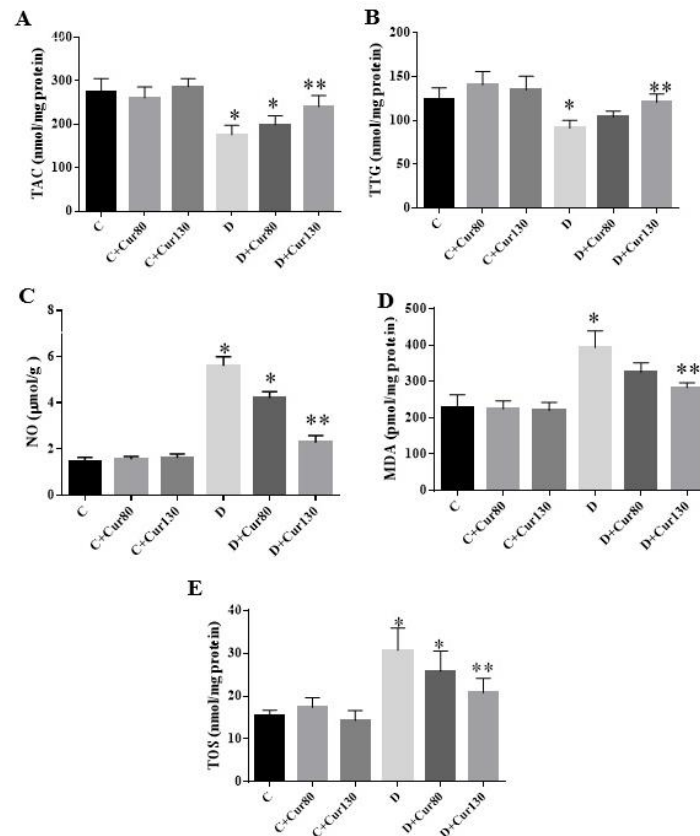 A
TAC (nmol/mg protein)
400
300
200
100
0
* * **
C C+Cur80 C+Cur130 D D+Cur80 D+Cur130
B
TTG (nmol/mg protein)
200
150
100
50
0
* **
C C+Cur80 C+Cur130 D D+Cur80 D+Cur130
C
NO (µmol/g )
8
6
4
2
0
* * **
C C+Cur80 C+Cur130 D D+Cur80 D+Cur130
D
MDA (pmol/mg protein)
500
400
300
200
100
0
* **
C C+Cur80 C+Cur130 D D+Cur80 D+Cur130
E
TOS (nmol/mg protein)
40
30
20
10
0
* * **
C C+Cur80 C+Cur130 D D+Cur80 D+Cur130